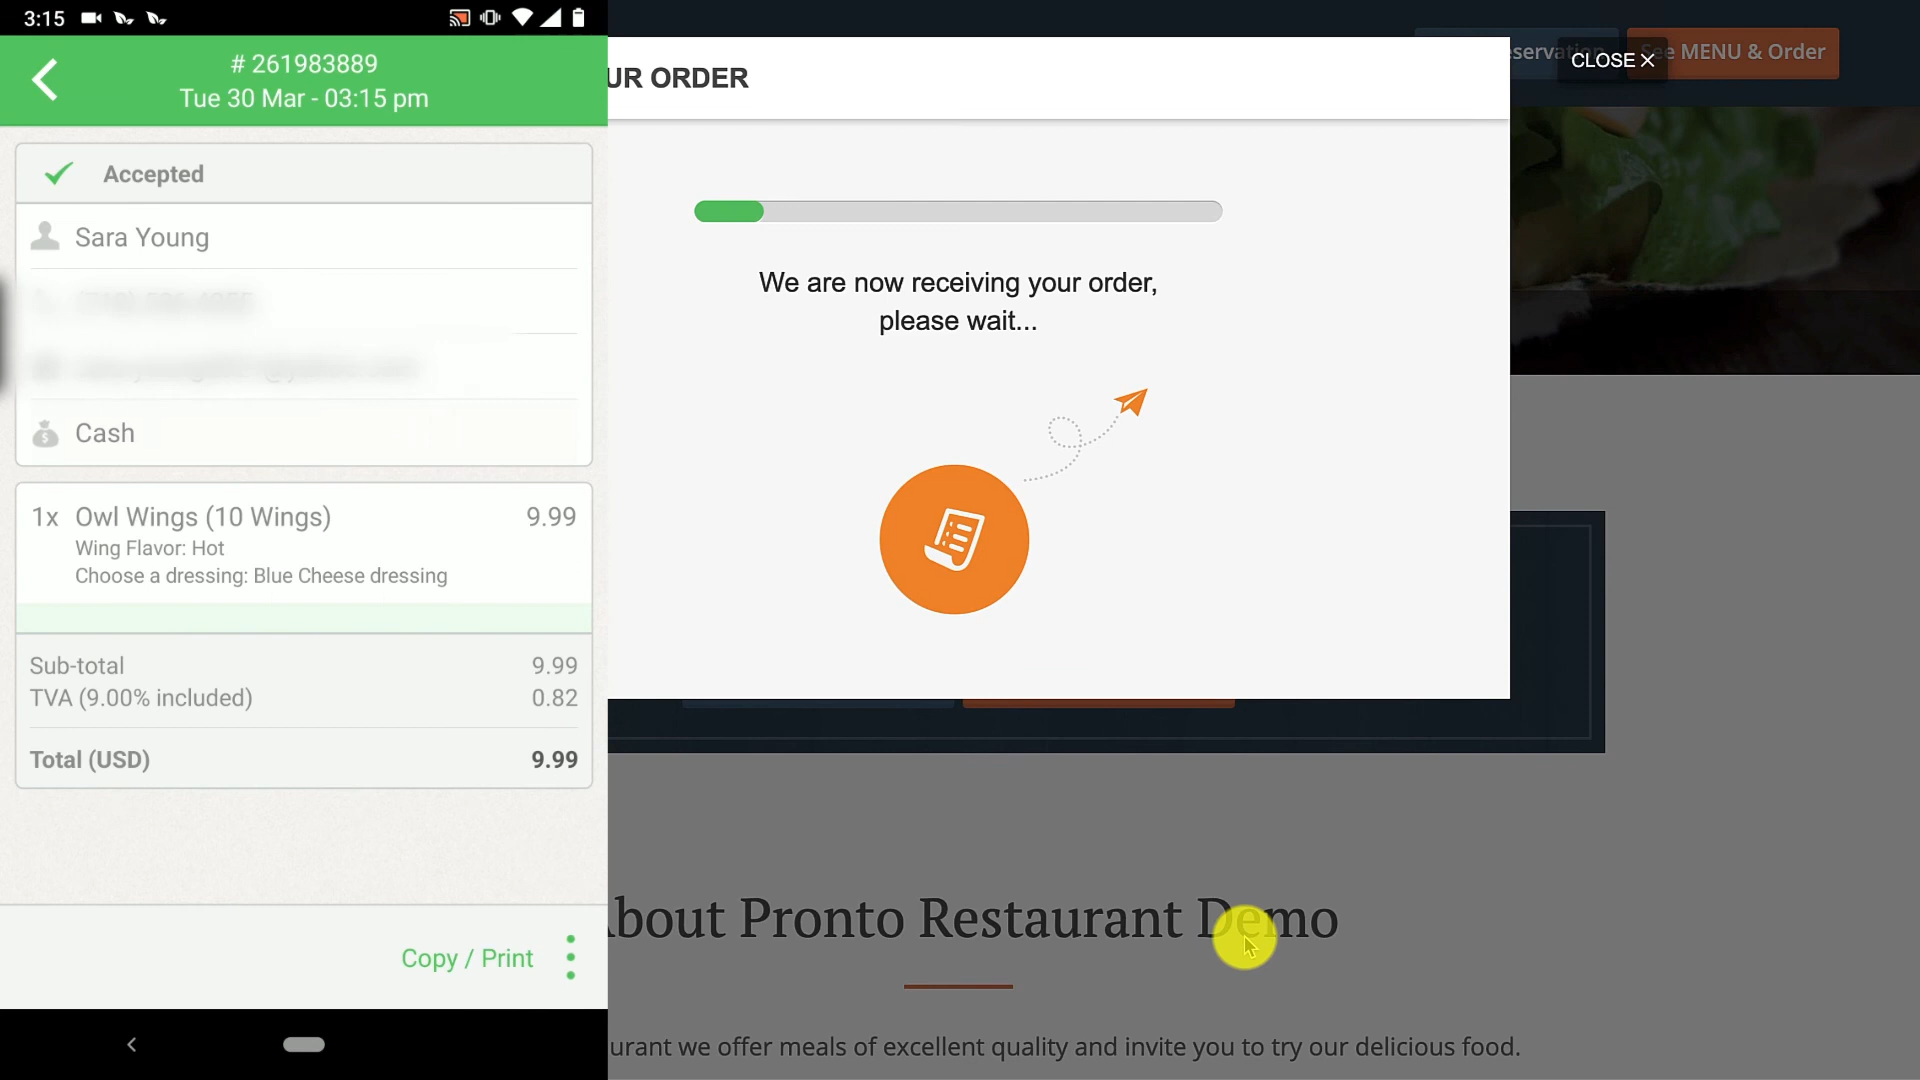 3:15
# 261983889
Tue 30 Mar - 03:15 pm
Accepted
Sara Young
Cash
1x Owl Wings (10 Wings) 9.99
Wing Flavor: Hot
Choose a dressing: Blue Cheese dressing
Sub-total 9.99
TVA (9.00% included) 0.82
Total (USD) 9.99
Copy / Print
UR ORDER
CLOSE
See MENU & Order
We are now receiving your order,
please wait...
bout Pronto Restaurant Demo
urant we offer meals of excellent quality and invite you to try our delicious food.